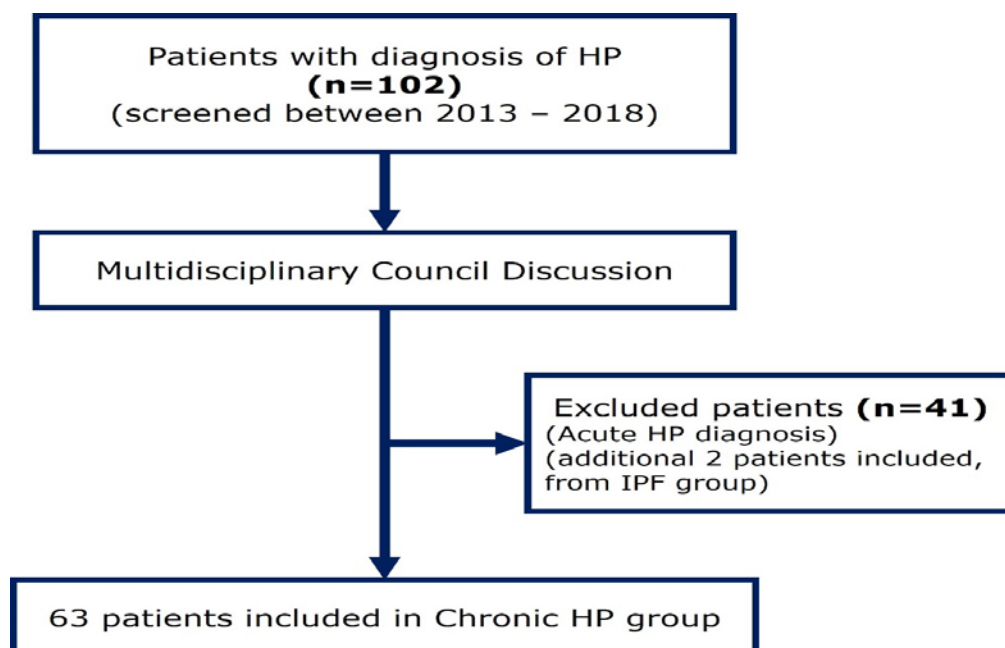 Patients with diagnosis of HP
(n=102)
(screened between 2013 – 2018)
Multidisciplinary Council Discussion
Excluded patients (n=41)
(Acute HP diagnosis)
(additional 2 patients included,
from IPF group)
63 patients included in Chronic HP group